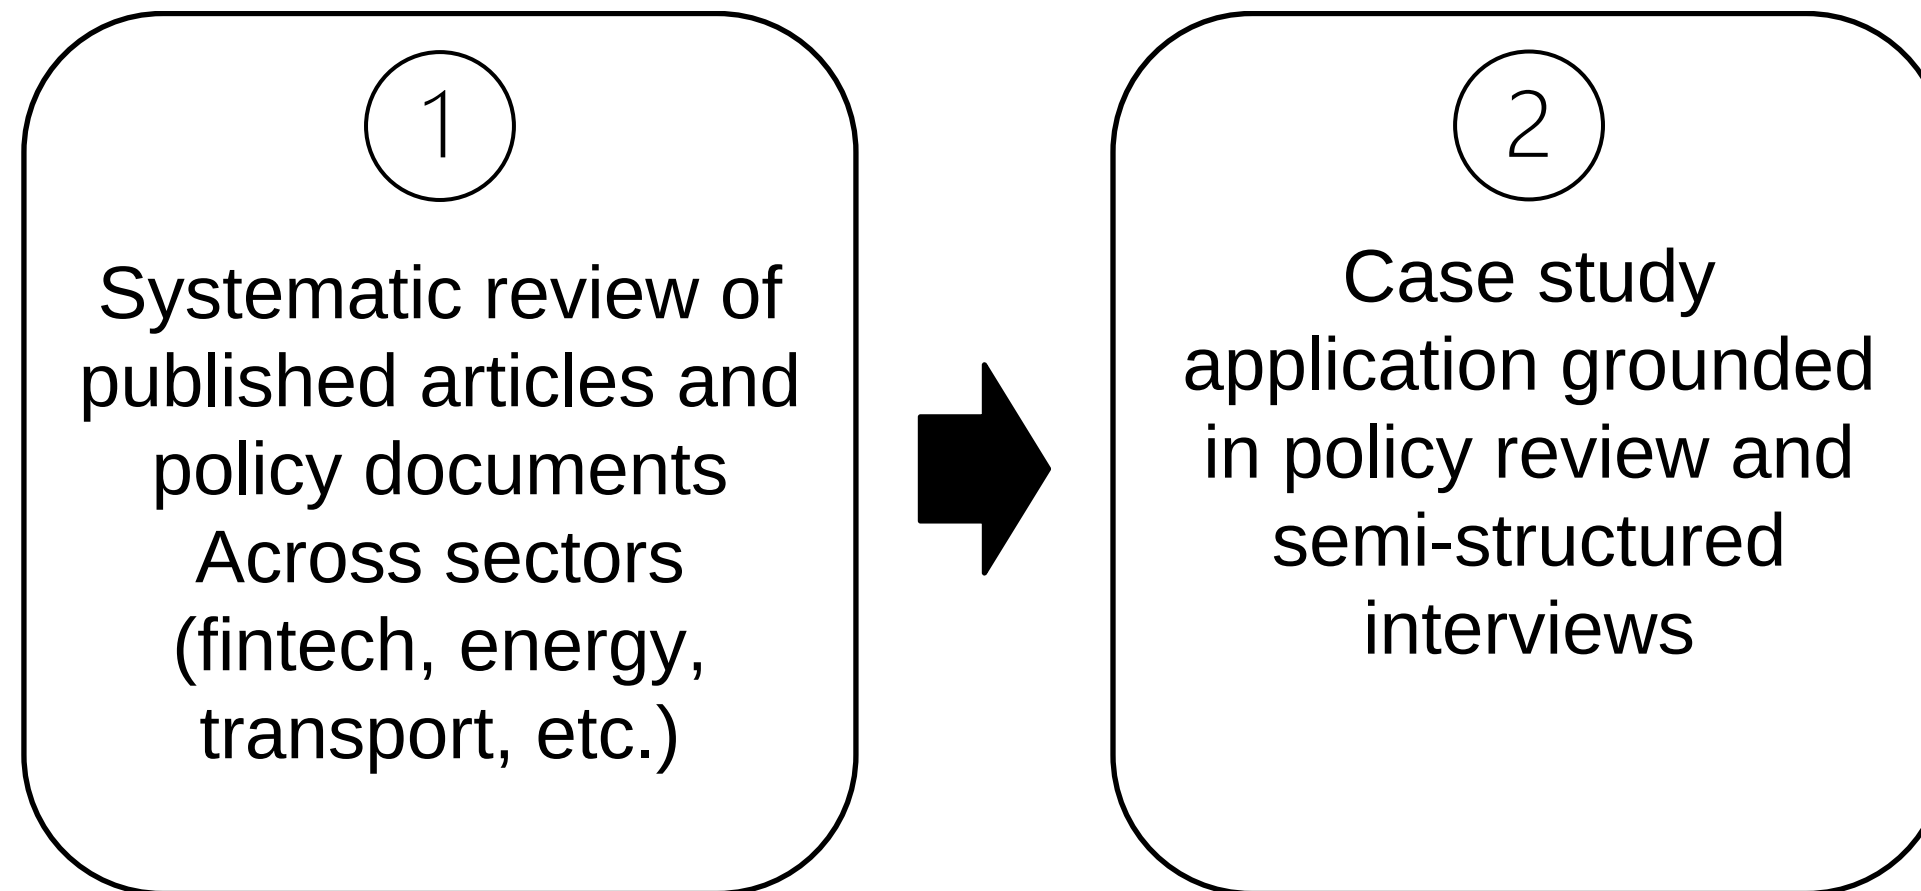 1
Systematic review of
published articles and
policy documents
Across sectors
(fintech, energy,
transport, etc.)
2
Case study
application grounded
in policy review and
semi-structured
interviews